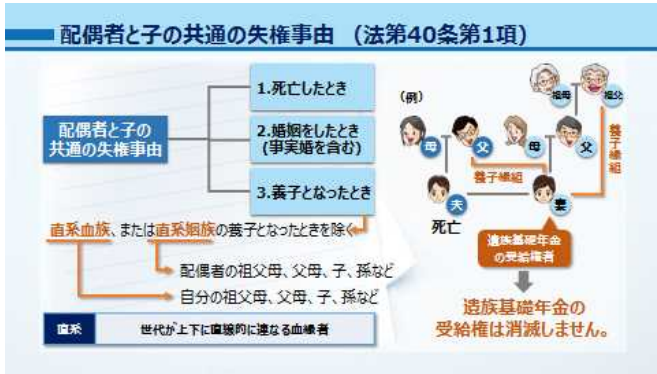 配偶者と子の共通の失権事由 (法第40条第1項)
配偶者と子の
共通の失権事由
1.死亡したとき
2.婚姻をしたとき
(事実婚を含む)
3.養子となったとき
直系血族、または直系姻族の養子となったときを除く
配偶者の祖父母、父母、子、孫など
自分の祖父母、父母、子、孫など
直系
世代が上下に直線的に連なる血縁者
(例)
祖母
祖父
母
父
母
父
養子縁組
養子縁組
夫
妻
死亡
遺族基礎年金
の受給権者
遺族基礎年金の
受給権は消滅しません。